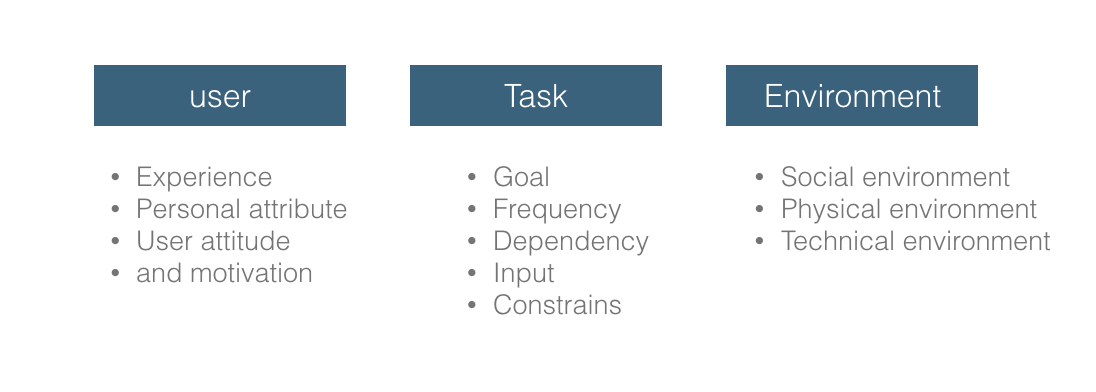 user
Task
Environment
• Experience
• Personal attribute
• User attitude
• and motivation
• Goal
• Frequency
• Dependency
• Input
• Constrains
• Social environment
• Physical environment
• Technical environment